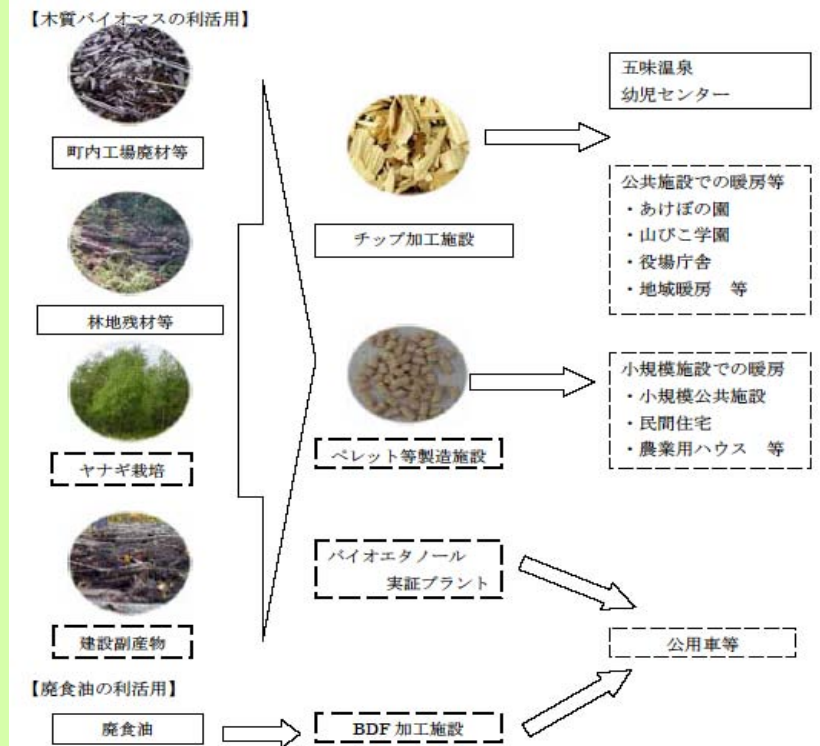 【木質バイオマスの利活用】
町内工場廃材等
林地残材等
ヤナギ栽培
建設副産物
【廃食油の利活用】
廃食油
チップ加工施設
ペレット等製造施設
バイオエタノール
実証プラント
BDF 加工施設
五味温泉
幼児センター
公共施設での暖房等
・あけぼの園
・山びこ学園
・役場庁舎
・地域暖房 等
小規模施設での暖房
・小規模公共施設
・民間住宅
・農業用ハウス 等
公用車等